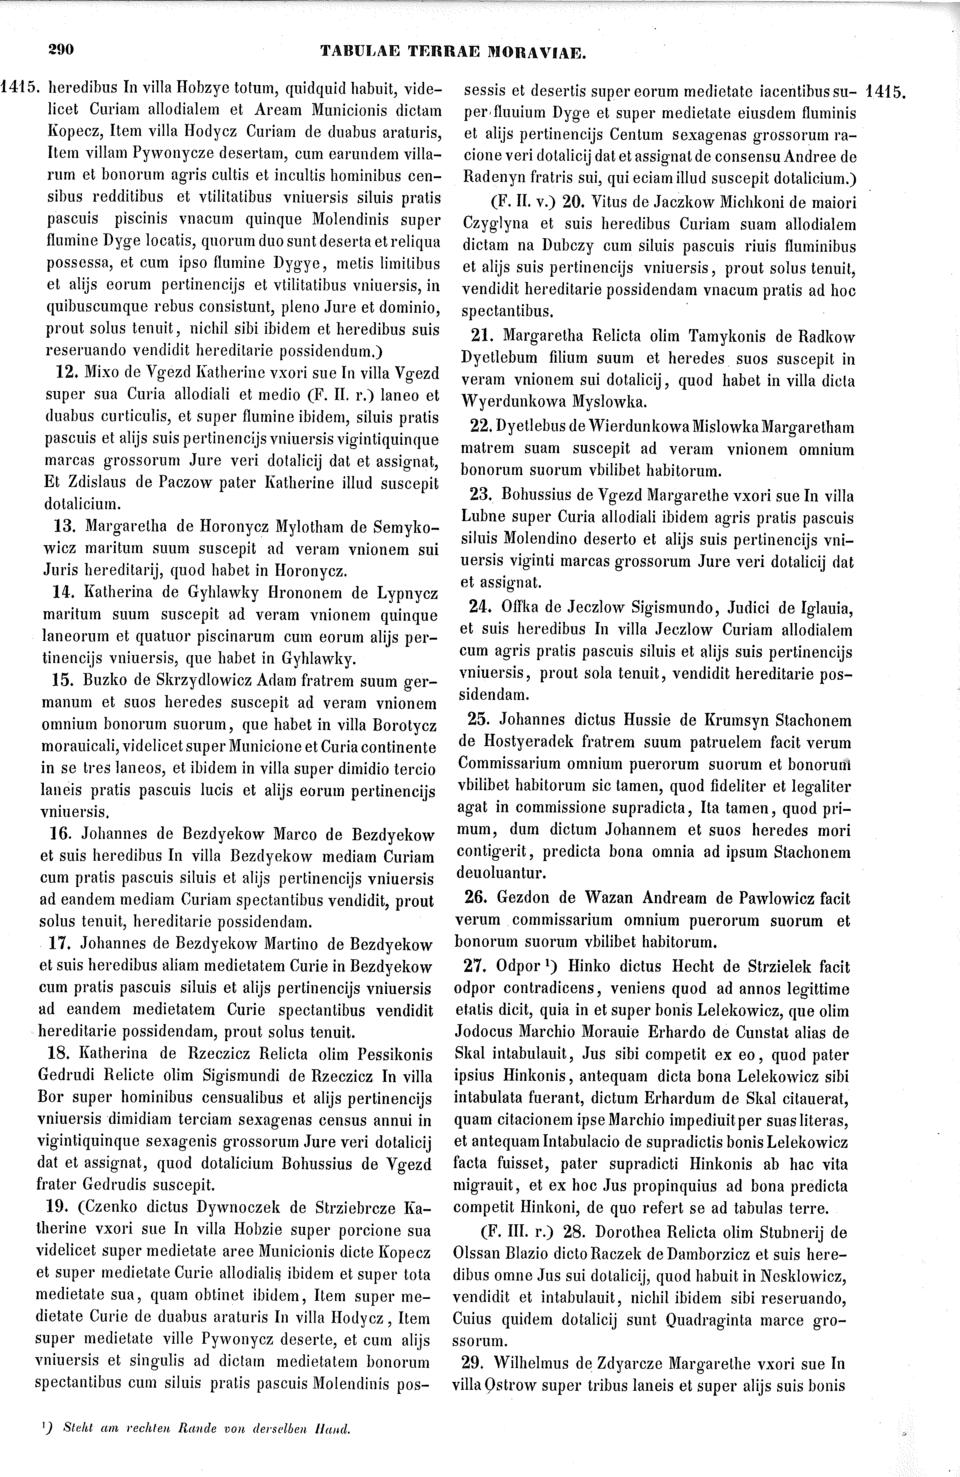 290
TABULAE TERRAE MORAVIAE.
1415. heredibus In villa Hobzye totum, quidquid habuit, vide-
licet Curiam allodialem et Aream Municionis dictam
Kopecz, Item villa Hodycz Curiam de duabus araturis,
Item villam Pywonycze desertam, cum earundem villa-
rum et bonorum agris cultis et incultis hominibus cen-
sibus redditibus et vtilitatibus vniuersis siluis pratis
pascuis piscinis vnacum quinque Molendinis super
flumine Dyge locatis, quorum duo sunt deserta et reliqua
possessa, et cum ipso flumine Dygye, metis limitibus
et alijs eorum pertinencijs et vtilitatibus vniuersis, in
quibuscumque rebus consistunt, pleno Jure et dominio,
prout solus tenuit, nichil sibi ibidem et heredibus suis
reseruando vendidit hereditarie possidendum.)
12. Mixo de Vgezd Katherine vxori sue In villa Vgezd
super sua Curia allodiali et medio (F. II. r.) laneo et
duabus curticulis, et super flumine ibidem, siluis pratis
pascuis et alijs suis pertinencijs vniuersis vigintiquinque
marcas grossorum Jure veri dotalicij dat et assignat,
Et Zdislaus de Paczow pater Katherine illud suscepit
dotalicium.
13. Margaretha de Horonycz Mylotham de Semyko-
wicz maritum suum suscepit ad veram vnionem sui
Juris hereditarij, quod habet in Horonycz.
14. Katherina de Gyhlawky Hrononem de Lypnycz
maritum suum suscepit ad veram vnionem quinque
laneorum et quatuor piscinarum cum eorum alijs per-
tinencijs vniuersis, que habet in Gyhlawky.
15. Buzko de Skrzydlowicz Adam fratrem suum ger-
manum et suos heredes suscepit ad veram vnionem
omnium bonorum suorum, que habet in villa Borotycz
morauicali, videlicet super Municione et Curia continente
in se tres laneos, et ibidem in villa super dimidio tercio
laneis pratis pascuis lucis et alijs eorum pertinencijs
vniuersis.
16. Johannes de Bezdyekow Marco de Bezdyekow
et suis heredibus In villa Bezdyekow mediam Curiam
cum pratis pascuis siluis et alijs pertinencijs vniuersis
ad eandem mediam Curiam spectantibus vendidit, prout
solus tenuit, hereditarie possidendam.
17. Johannes de Bezdyekow Martino de Bezdyekow
et suis heredibus aliam medietatem Curie in Bezdyekow
cum pratis pascuis siluis et alijs pertinencijs vniuersis
ad eandem medietatem Curie spectantibus vendidit
hereditarie possidendam, prout solus tenuit.
18. Katherina de Rzeczicz Relicta olim Pessikonis
Gedrudi Relicte olim Sigismundi de Rzeczicz In villa
Bor super hominibus censualibus et alijs pertinencijs
vniuersis dimidiam terciam sexagenas census annui in
vigintiquinque sexagenis grossorum Jure veri dotalicij
dat et assignat, quod dotalicium Bohussius de Vgezd
frater Gedrudis suscepit.
19. (Czenko dictus Dywnoczek de Strziebrcze Ka-
therine vxori sue In villa Hobzie super porcione sua
videlicet super medietate aree Municionis dicte Kopecz
et super medietate Curie allodialis ibidem et super tota
medietate sua, quam obtinet ibidem, Item super me-
dietate Curie de duabus araturis In villa Hodycz, Item
super medietate ville Pywonycz deserte, et cum alijs
vniuersis et singulis ad dictam medietatem bonorum
spectantibus cum siluis pratis pascuis Molendinis pos-
sessis et desertis super eorum medietate iacentibus su- 1415.
per fluuium Dyge et super medietate eiusdem fluminis
et alijs pertinencijs Centum sexagenas grossorum ra-
cione veri dotalicij dat et assignat de consensu Andree de
Radenyn fratris sui, qui eciam illud suscepit dotalicium.)
(F. II. v.) 20. Vitus de Jaczkow Michkoni de maiori
Czyglyna et suis heredibus Curiam suam allodialem
dictam na Dubczy cum siluis pascuis riuis fluminibus
et alijs suis pertinencijs vniuersis, prout solus tenuit,
vendidit hereditarie possidendam vnacum pratis ad hoc
spectantibus.
21. Margaretha Relicta olim Tamykonis de Radkow
Dyetlebum filium suum et heredes suos suscepit in
veram vnionem sui dotalicij, quod habet in villa dicta
Wyerdunkowa Myslowka.
22. Dyetlebus de Wierdunkowa Mislowka Margaretham
matrem suam suscepit ad veram vnionem omnium
bonorum suorum vbilibet habitorum.
23. Bohussius de Vgezd Margarethe vxori sue In villa
Lubne super Curia allodiali ibidem agris pratis pascuis
siluis Molendino deserto et alijs suis pertinencijs vni-
uersis viginti marcas grossorum Jure veri dotalicij dat
et assignat.
24. Offka de Jeczlow Sigismundo, Judici de Iglauia,
et suis heredibus In villa Jeczlow Curiam allodialem
cum agris pratis pascuis siluis et alijs suis pertinencijs
vniuersis, prout sola tenuit, vendidit hereditarie pos-
sidendam.
25. Johannes dictus Hussie de Krumsyn Stachonem
de Hostyeradek fratrem suum patruelem facit verum
Commissarium omnium puerorum suorum et bonorum
vbilibet habitorum sic tamen, quod fideliter et legaliter
agat in commissione supradicta, Ita tamen, quod pri-
mum, dum dictum Johannem et suos heredes mori
contigerit, predicta bona omnia ad ipsum Stachonem
deuoluantur.
26. Gezdon de Wazan Andream de Pawlowicz facit
verum commissarium omnium puerorum suorum et
bonorum suorum vbilibet habitorum.
27. Odpor ¹) Hinko dictus Hecht de Strzielek facit
odpor contradicens, veniens quod ad annos legittime
etatis dicit, quia in et super bonis Lelekowicz, que olim
Jodocus Marchio Morauie Erhardo de Cunstat alias de
Skal intabulauit, Jus sibi competit ex eo, quod pater
ipsius Hinkonis, antequam dicta bona Lelekowicz sibi
intabulata fuerant, dictum Erhardum de Skal citauerat,
quam citacionem ipse Marchio impediuit per suas literas,
et antequam Intabulacio de supradictis bonis Lelekowicz
facta fuisset, pater supradicti Hinkonis ab hac vita
migrauit, et ex hoc Jus propinquius ad bona predicta
competit Hinkoni, de quo refert se ad tabulas terre.
(F. III. r.) 28. Dorothea Relicta olim Stubnerij de
Olssan Blazio dicto Raczek de Damborzicz et suis here-
dibus omne Jus sui dotalicij, quod habuit in Nesklowicz,
vendidit et intabulauit, nichil ibidem sibi reseruando,
Cuius quidem dotalicij sunt Quadraginta marce gro-
ssorum.
29. Wilhelmus de Zdyarcze Margarethe vxori sue In
villa Ostrow super tribus laneis et super alijs suis bonis
¹) Steht am rechten Rande von derselben Hand.